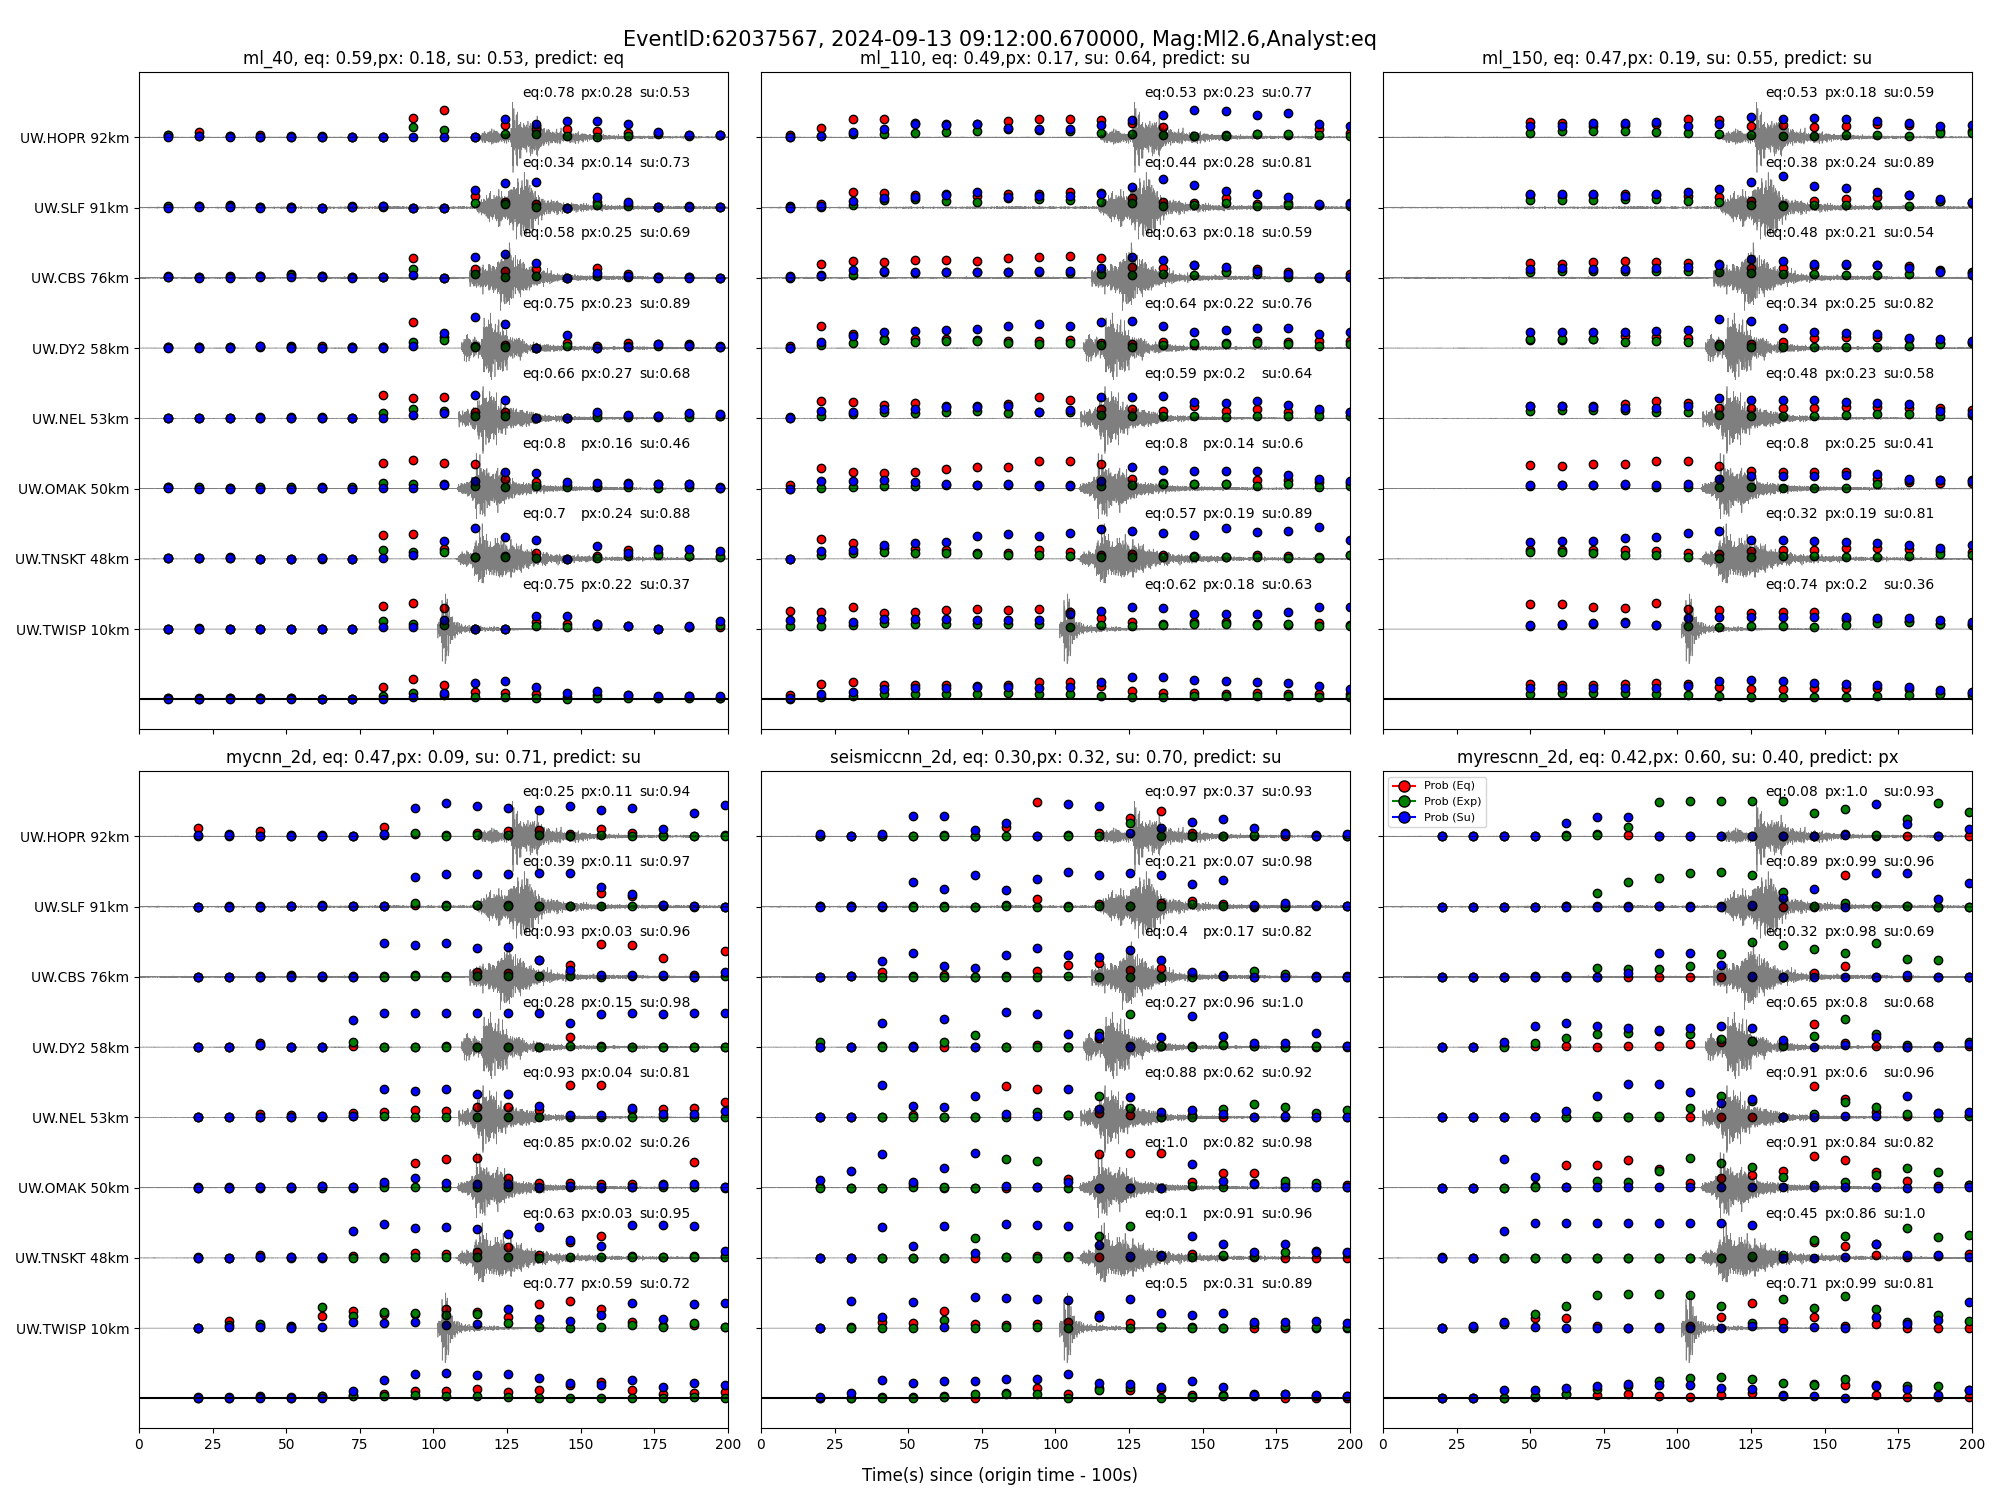 EventID:62037567, 2024-09-13 09:12:00.670000, Mag:Ml2.6,Analyst:eq
ml_40, eq: 0.59,px: 0.18, su: 0.53, predict: eq
UW.HOPR 92km
eq:0.78 px:0.28 su:0.53
UW.SLF 91km
eq:0.34 px:0.14 su:0.73
UW.CBS 76km
eq:0.58 px:0.25 su:0.69
UW.DY2 58km
eq:0.75 px:0.23 su:0.89
UW.NEL 53km
eq:0.66 px:0.27 su:0.68
UW.OMAK 50km
eq:0.8 px:0.16 su:0.46
UW.TNSKT 48km
eq:0.7 px:0.24 su:0.88
UW.TWISP 10km
eq:0.75 px:0.22 su:0.37
ml_110, eq: 0.49,px: 0.17, su: 0.64, predict: su
eq:0.53 px:0.23 su:0.77
eq:0.44 px:0.28 su:0.81
eq:0.63 px:0.18 su:0.59
eq:0.64 px:0.22 su:0.76
eq:0.59 px:0.2 su:0.64
eq:0.8 px:0.14 su:0.6
eq:0.57 px:0.19 su:0.89
eq:0.62 px:0.18 su:0.63
ml_150, eq: 0.47,px: 0.19, su: 0.55, predict: su
eq:0.53 px:0.18 su:0.59
eq:0.38 px:0.24 su:0.89
eq:0.48 px:0.21 su:0.54
eq:0.34 px:0.25 su:0.82
eq:0.48 px:0.23 su:0.58
eq:0.8 px:0.25 su:0.41
eq:0.32 px:0.19 su:0.81
eq:0.74 px:0.2 su:0.36
mycnn_2d, eq: 0.47,px: 0.09, su: 0.71, predict: su
UW.HOPR 92km
eq:0.25 px:0.11 su:0.94
UW.SLF 91km
eq:0.39 px:0.11 su:0.97
UW.CBS 76km
eq:0.93 px:0.03 su:0.96
UW.DY2 58km
eq:0.28 px:0.15 su:0.98
UW.NEL 53km
eq:0.93 px:0.04 su:0.81
UW.OMAK 50km
eq:0.85 px:0.02 su:0.26
UW.TNSKT 48km
eq:0.63 px:0.03 su:0.95
UW.TWISP 10km
eq:0.77 px:0.59 su:0.72
0 25 50 75 100 125 150 175 200
seismiccnn_2d, eq: 0.30,px: 0.32, su: 0.70, predict: su
eq:0.97 px:0.37 su:0.93
eq:0.21 px:0.07 su:0.98
eq:0.4 px:0.17 su:0.82
eq:0.27 px:0.96 su:1.0
eq:0.88 px:0.62 su:0.92
eq:1.0 px:0.82 su:0.98
eq:0.1 px:0.91 su:0.96
eq:0.5 px:0.31 su:0.89
0 25 50 75 100 125 150 175 200
myrescnn_2d, eq: 0.42,px: 0.60, su: 0.40, predict: px
Prob (Eq)
Prob (Exp)
Prob (Su)
eq:0.08 px:1.0 su:0.93
eq:0.89 px:0.99 su:0.96
eq:0.32 px:0.98 su:0.69
eq:0.65 px:0.8 su:0.68
eq:0.91 px:0.6 su:0.96
eq:0.91 px:0.84 su:0.82
eq:0.45 px:0.86 su:1.0
eq:0.71 px:0.99 su:0.81
0 25 50 75 100 125 150 175 200
Time(s) since (origin time - 100s)